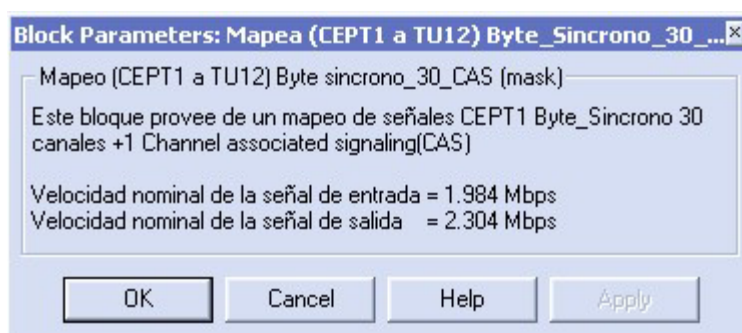 Block Parameters: Mapea (CEPT1 a TU12) Byte_Sincrono_30_...
Mapeo (CEPT1 a TU12) Byte sincrono_30_CAS (mask)
Este bloque provee de un mapeo de señales CEPT1 Byte_Sincrono 30
canales +1 Channel associated signaling(CAS)
Velocidad nominal de la señal de entrada = 1.984 Mbps
Velocidad nominal de la señal de salida = 2.304 Mbps
OK Cancel Help Apply